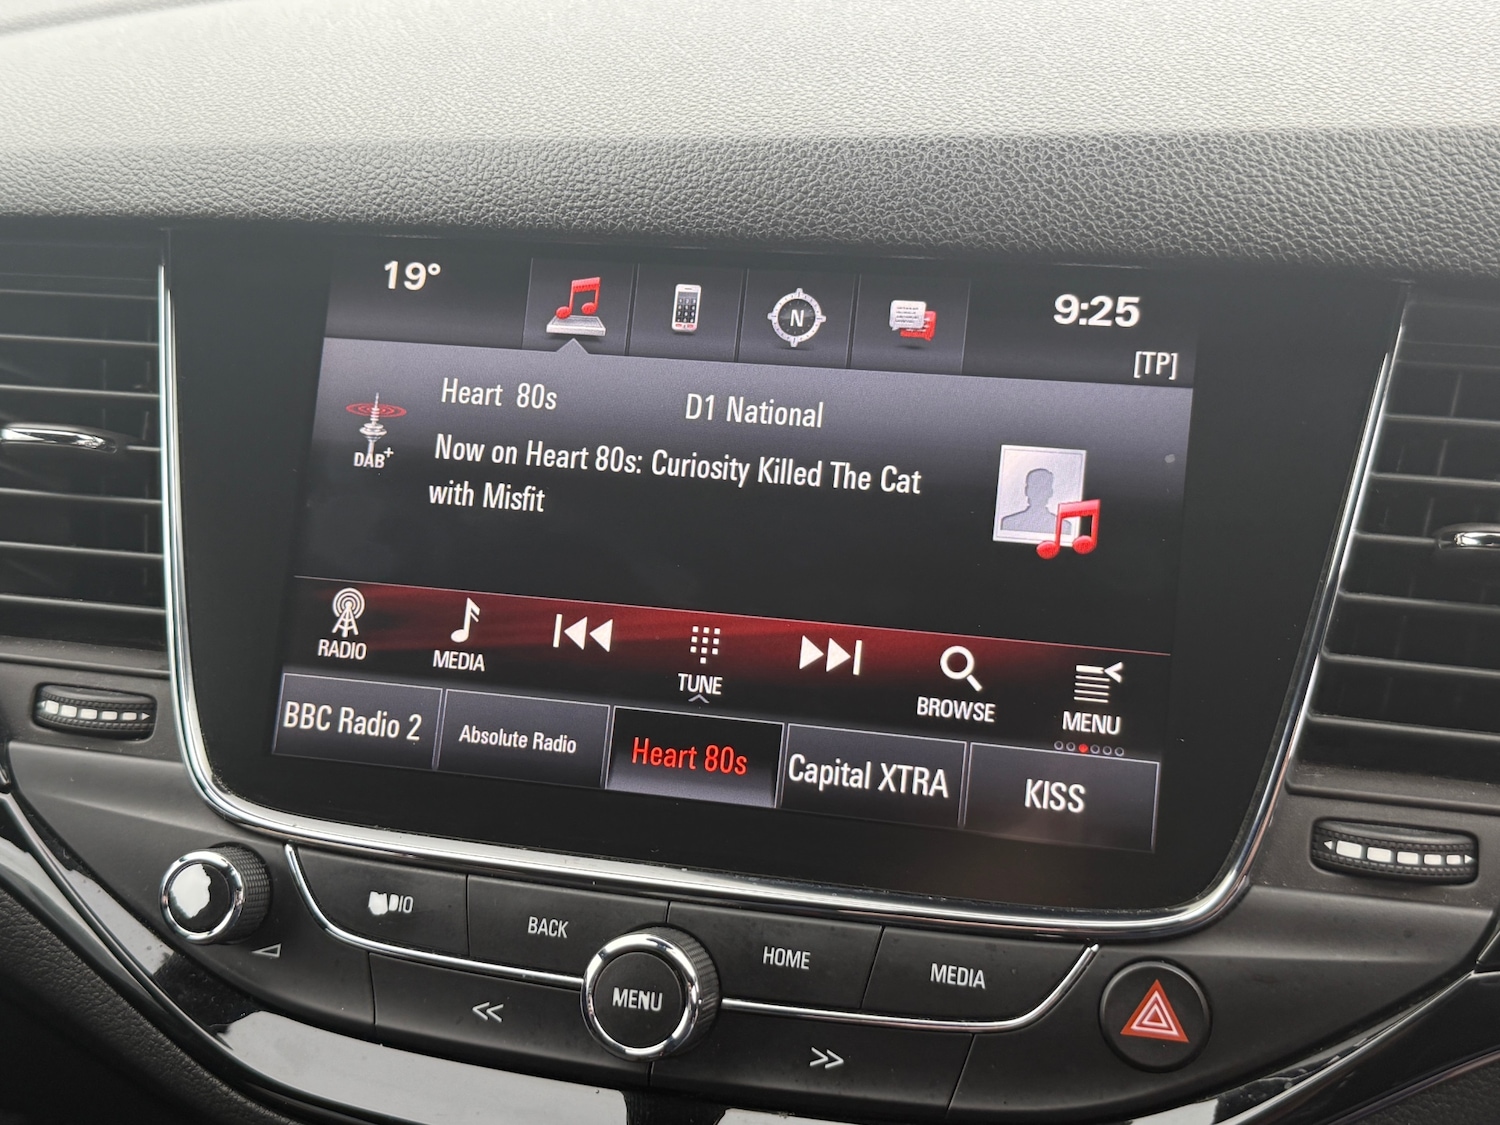 19°
N
9:25
[TP]
Heart 80s D1 National
DAB+
Now on Heart 80s: Curiosity Killed The Cat
with Misfit
RADIO
MEDIA
TUNE
BROWSE
MENU
BBC Radio 2
Absolute Radio
Heart 80s
Capital XTRA
KISS
BACK
HOME
MEDIA
MENU